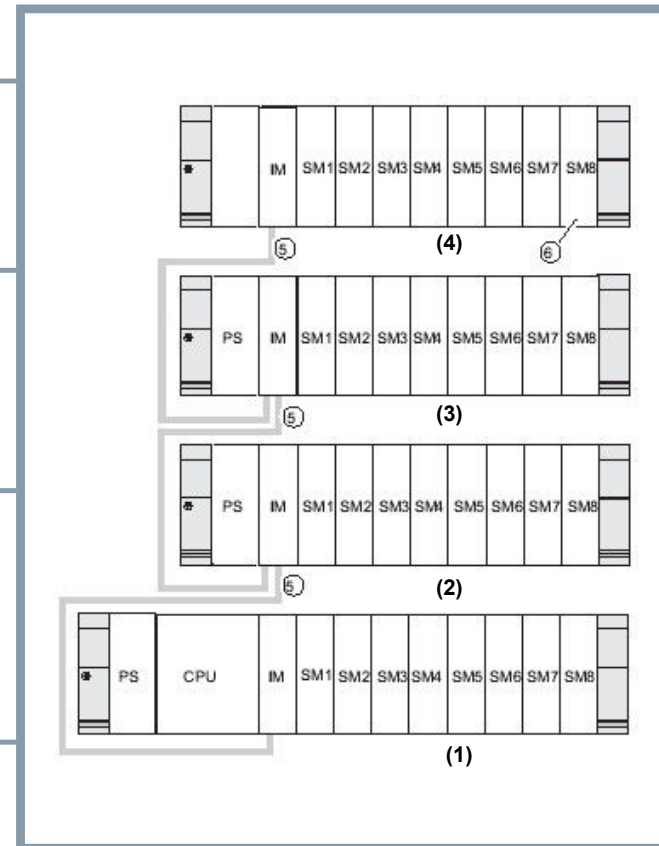 IM SM1 SM2 SM3 SM4 SM5 SM6 SM7 SM8
5 (4) 6
PS IM SM1 SM2 SM3 SM4 SM5 SM6 SM7 SM8
5 (3)
PS IM SM1 SM2 SM3 SM4 SM5 SM6 SM7 SM8
5 (2)
PS CPU IM SM1 SM2 SM3 SM4 SM5 SM6 SM7 SM8
(1)